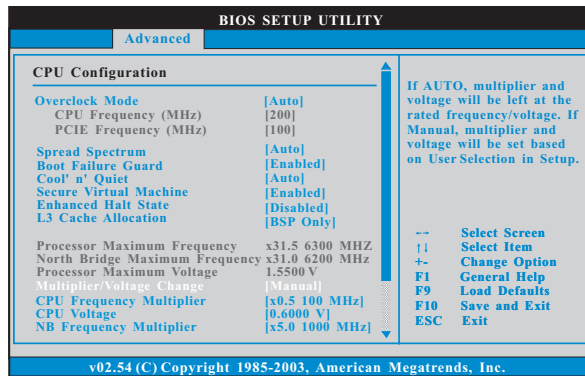 BIOS SETUP UTILITY
Advanced
CPU Configuration
Overclock Mode [Auto]
CPU Frequency (MHz) [200]
PCIE Frequency (MHz) [100]
Spread Spectrum [Auto]
Boot Failure Guard [Enabled]
Cool' n' Quiet [Auto]
Secure Virtual Machine [Enabled]
Enhanced Halt State [Disabled]
L3 Cache Allocation [BSP Only]
Processor Maximum Frequency x31.5 6300 MHZ
North Bridge Maximum Frequency x31.0 6200 MHz
Processor Maximum Voltage 1.5500 V
Multiplier/Voltage Change [Manual]
CPU Frequency Multiplier [x0.5 100 MHz]
CPU Voltage [0.6000 V]
NB Frequency Multiplier [x5.0 1000 MHz]
If AUTO, multiplier and
voltage will be left at the
rated frequency/voltage. If
Manual, multiplier and
voltage will be set based
on User Selection in Setup.
←→ Select Screen
↑↓ Select Item
+- Change Option
F1 General Help
F9 Load Defaults
F10 Save and Exit
ESC Exit
v02.54 (C) Copyright 1985-2003, American Megatrends, Inc.